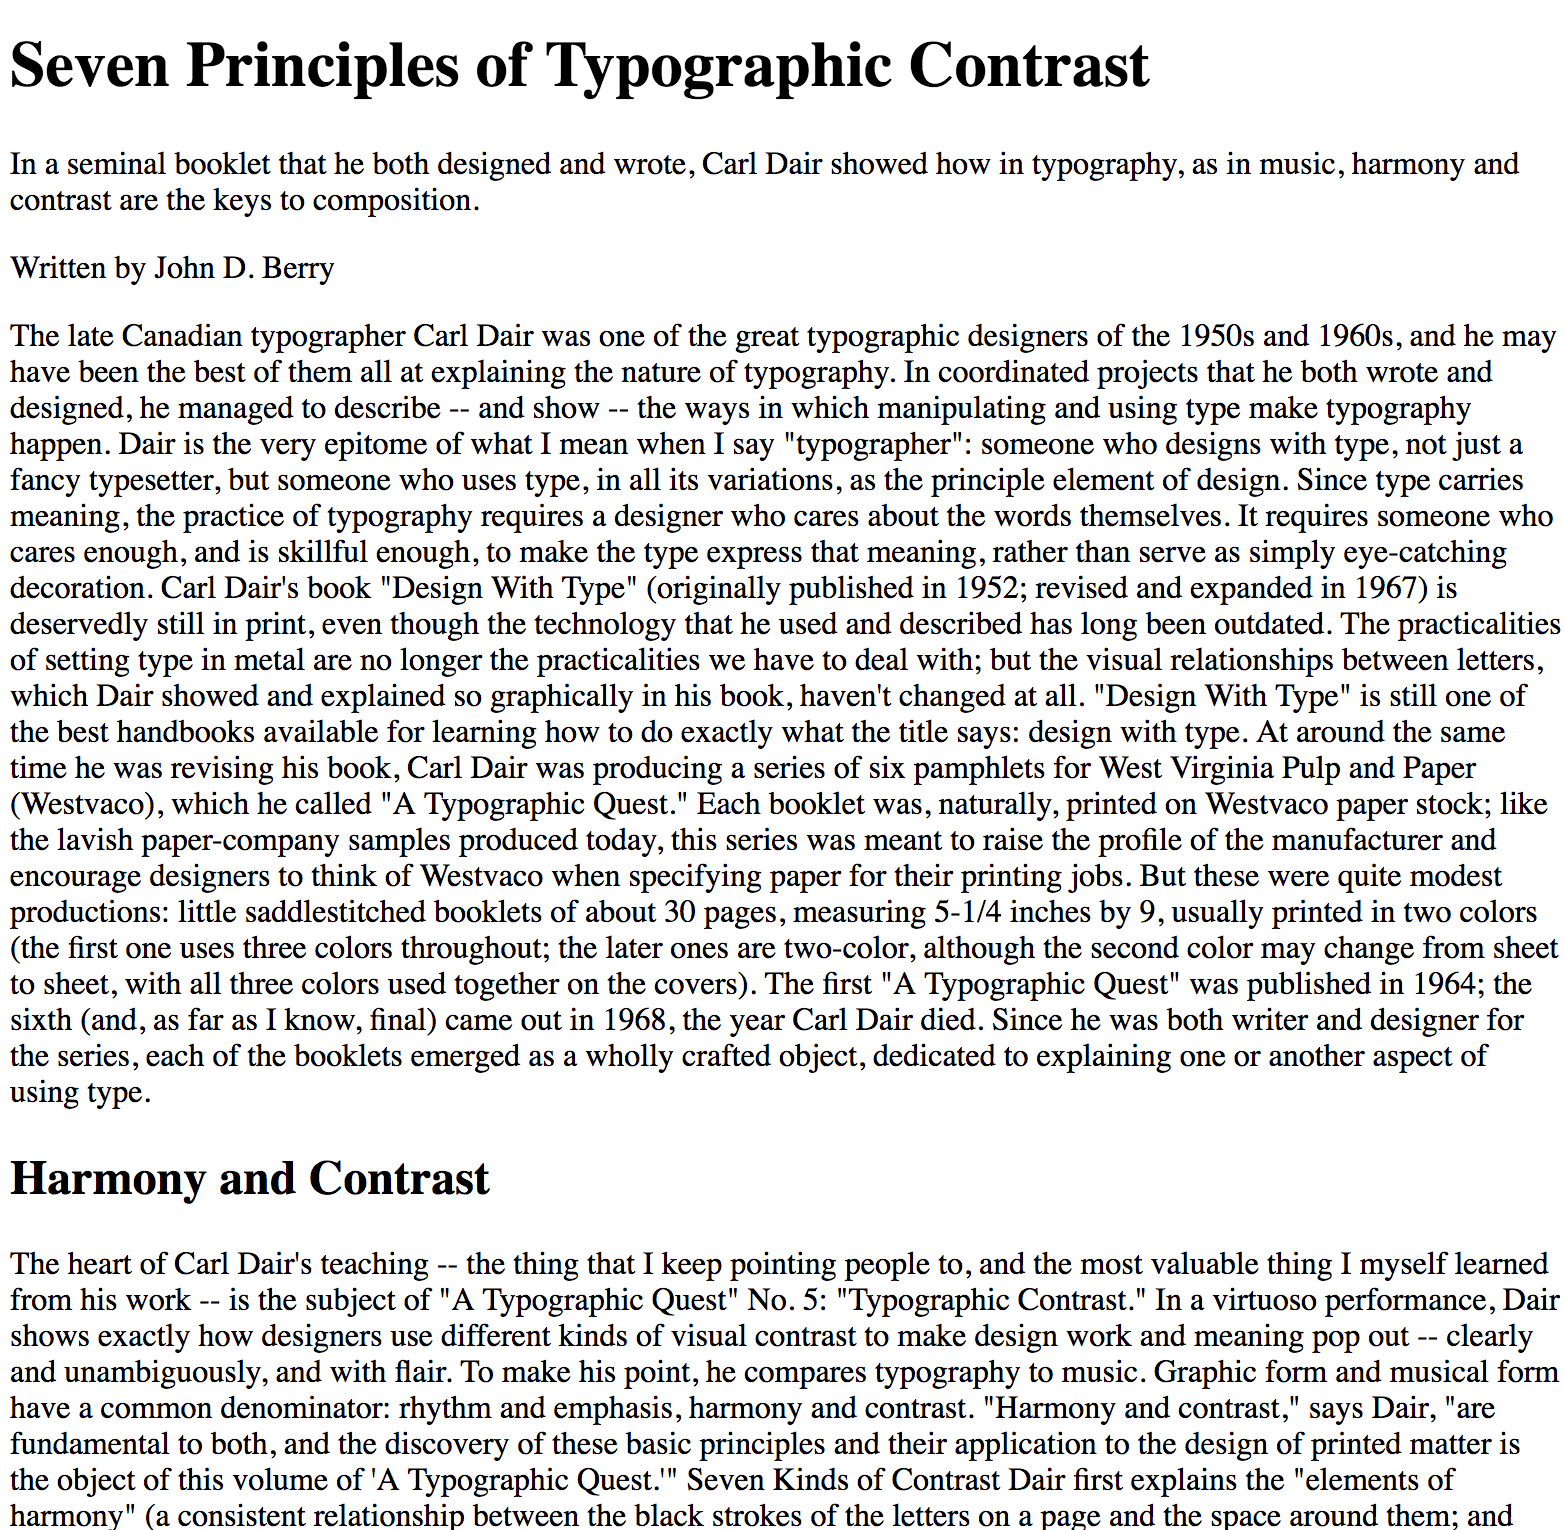 Seven Principles of Typographic Contrast
In a seminal booklet that he both designed and wrote, Carl Dair showed how in typography, as in music, harmony and
contrast are the keys to composition.
Written by John D. Berry
The late Canadian typographer Carl Dair was one of the great typographic designers of the 1950s and 1960s, and he may
have been the best of them all at explaining the nature of typography. In coordinated projects that he both wrote and
designed, he managed to describe -- and show -- the ways in which manipulating and using type make typography
happen. Dair is the very epitome of what I mean when I say "typographer": someone who designs with type, not just a
fancy typesetter, but someone who uses type, in all its variations, as the principle element of design. Since type carries
meaning, the practice of typography requires a designer who cares about the words themselves. It requires someone who
cares enough, and is skillful enough, to make the type express that meaning, rather than serve as simply eye-catching
decoration. Carl Dair's book "Design With Type" (originally published in 1952; revised and expanded in 1967) is
deservedly still in print, even though the technology that he used and described has long been outdated. The practicalities
of setting type in metal are no longer the practicalities we have to deal with; but the visual relationships between letters,
which Dair showed and explained so graphically in his book, haven't changed at all. "Design With Type" is still one of
the best handbooks available for learning how to do exactly what the title says: design with type. At around the same
time he was revising his book, Carl Dair was producing a series of six pamphlets for West Virginia Pulp and Paper
(Westvaco), which he called "A Typographic Quest." Each booklet was, naturally, printed on Westvaco paper stock; like
the lavish paper-company samples produced today, this series was meant to raise the profile of the manufacturer and
encourage designers to think of Westvaco when specifying paper for their printing jobs. But these were quite modest
productions: little saddlestitched booklets of about 30 pages, measuring 5-1/4 inches by 9, usually printed in two colors
(the first one uses three colors throughout; the later ones are two-color, although the second color may change from sheet
to sheet, with all three colors used together on the covers). The first "A Typographic Quest" was published in 1964; the
sixth (and, as far as I know, final) came out in 1968, the year Carl Dair died. Since he was both writer and designer for
the series, each of the booklets emerged as a wholly crafted object, dedicated to explaining one or another aspect of
using type.
Harmony and Contrast
The heart of Carl Dair's teaching -- the thing that I keep pointing people to, and the most valuable thing I myself learned
from his work -- is the subject of "A Typographic Quest" No. 5: "Typographic Contrast." In a virtuoso performance, Dair
shows exactly how designers use different kinds of visual contrast to make design work and meaning pop out -- clearly
and unambiguously, and with flair. To make his point, he compares typography to music. Graphic form and musical form
have a common denominator: rhythm and emphasis, harmony and contrast. "Harmony and contrast," says Dair, "are
fundamental to both, and the discovery of these basic principles and their application to the design of printed matter is
the object of this volume of 'A Typographic Quest.'" Seven Kinds of Contrast Dair first explains the "elements of
harmony" (a consistent relationship between the black strokes of the letters on a page and the space around them; and